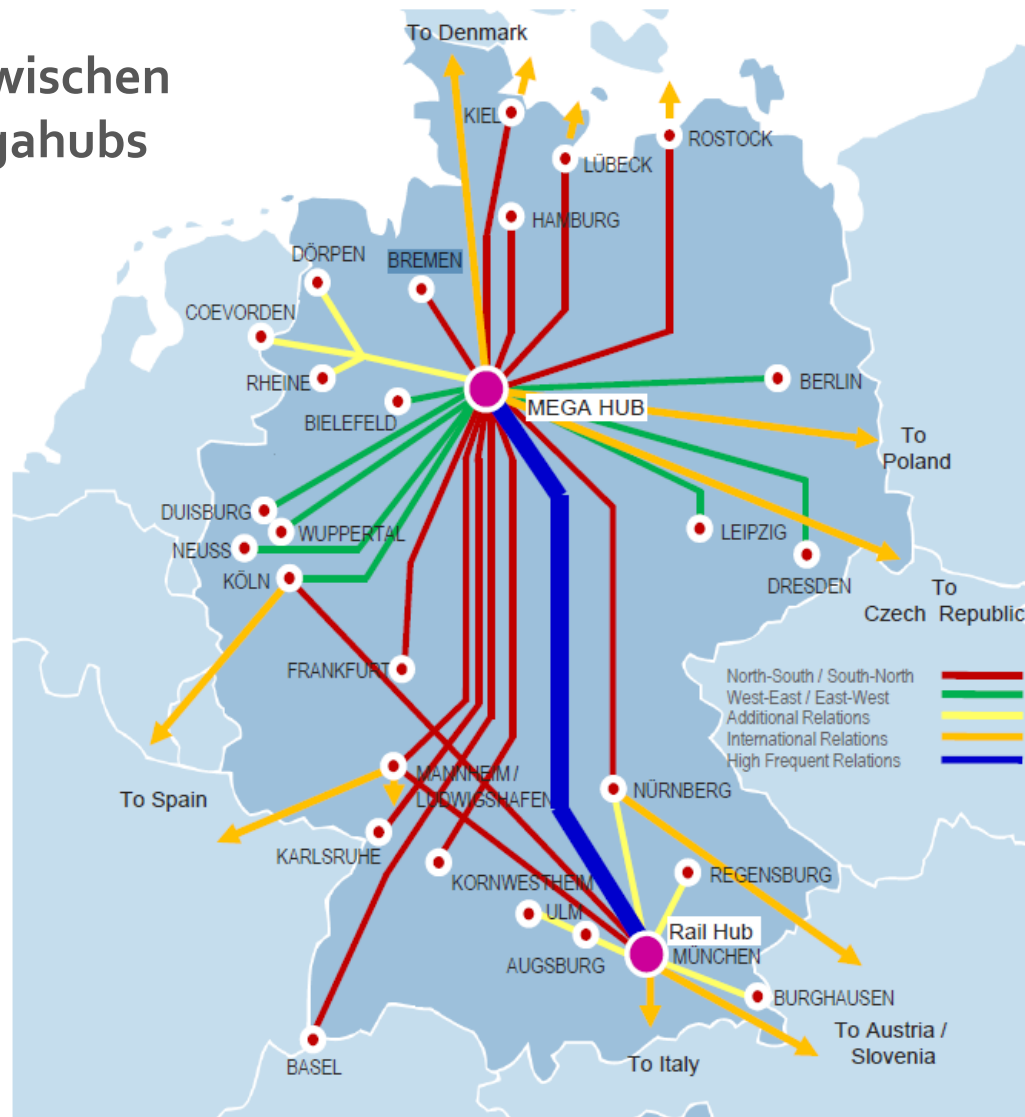 wischen
gahubs
To Denmark
KIEL
ROSTOCK
LÜBECK
HAMBURG
DÖRPEN
BREMEN
COEVORDEN
RHEINE
BERLIN
BIELEFELD
MEGA HUB
To
Poland
DUISBURG
WUPPERTAL
LEIPZIG
NEUSS
KÖLN
DRESDEN
To
Czech Republic
FRANKFURT
North-South / South-North
West-East / East-West
Additional Relations
International Relations
High Frequent Relations
MANNHEIM /
LUDWIGSHAFEN
To Spain
NÜRNBERG
KARLSRUHE
KORNWESTHEIM
REGENSBURG
ULM
Rail Hub
MÜNCHEN
AUGSBURG
BURGHAUSEN
To Austria /
Slovenia
To Italy
BASEL